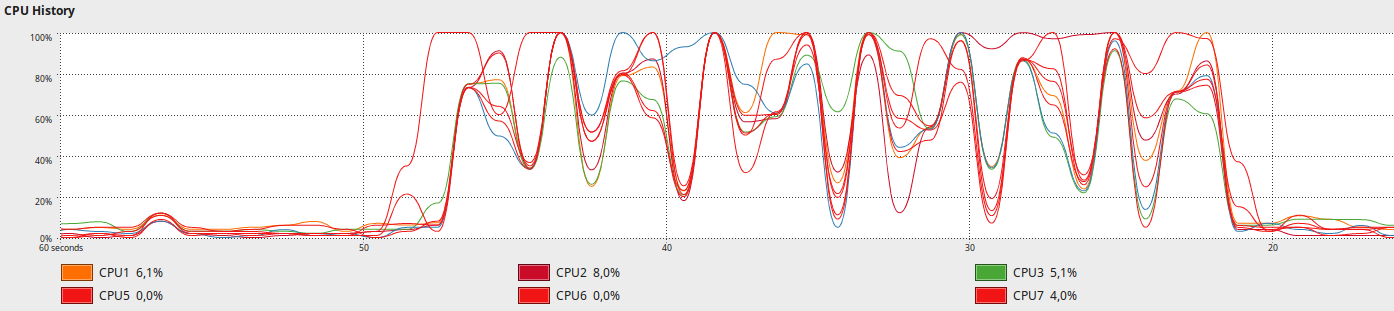 CPU History
100%
80%
60%
40%
20%
0%
60 seconds 50 40 30 20
CPU1 6,1% CPU2 8,0% CPU3 5,1%
CPU5 0,0% CPU6 0,0% CPU7 4,0%